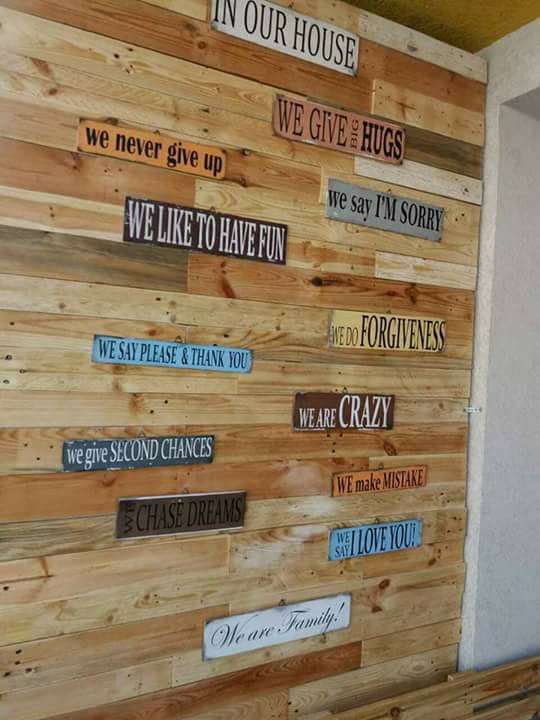 IN OUR HOUSE
WE GIVE BIG HUGS
we never give up
we say I'M SORRY
WE LIKE TO HAVE FUN
WE DO FORGIVENESS
WE SAY PLEASE & THANK YOU
WE ARE CRAZY
we give SECOND CHANCES
WE make MISTAKE
WE CHASE DREAMS
WE SAY I LOVE YOU!
We are Family!